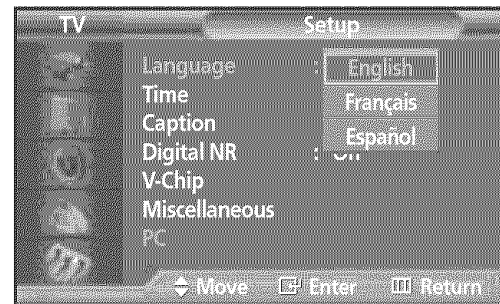 TV Setup
Language : English
Time Français
Caption Español
Digital NR :
V-Chip
Miscellaneous
PC
Move Enter Return